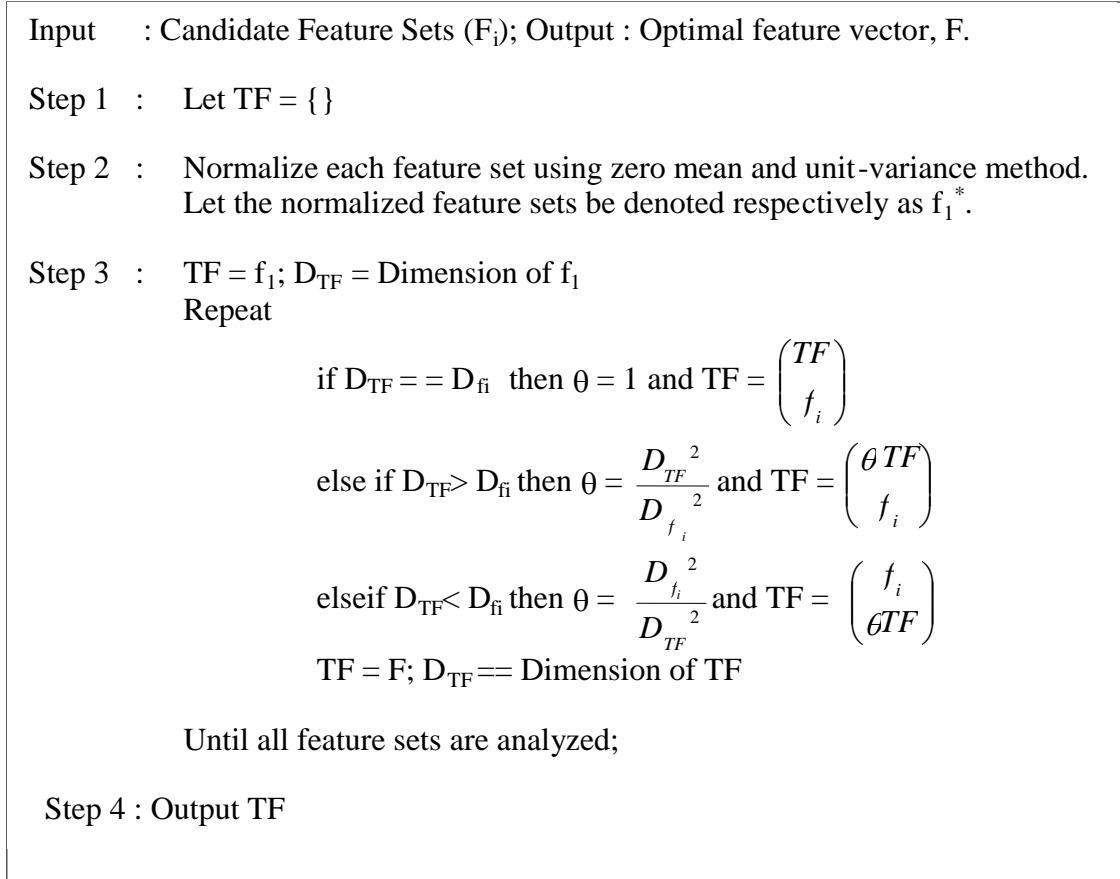 Input : Candidate Feature Sets (Fi); Output : Optimal feature vector, F.
Step 1 : Let TF = {}
Step 2 : Normalize each feature set using zero mean and unit-variance method.
Let the normalized feature sets be denoted respectively as f1*.
Step 3 : TF = f1; DTF = Dimension of f1
Repeat
if DTF = = Dfi then θ = 1 and TF = (TF / fi)
else if DTF> Dfi then θ = DTF² / Dfi² and TF = (θ TF / fi)
elseif DTF< Dfi then θ = Dfi² / DTF² and TF = (fi / θTF)
TF = F; DTF == Dimension of TF
Until all feature sets are analyzed;
Step 4 : Output TF